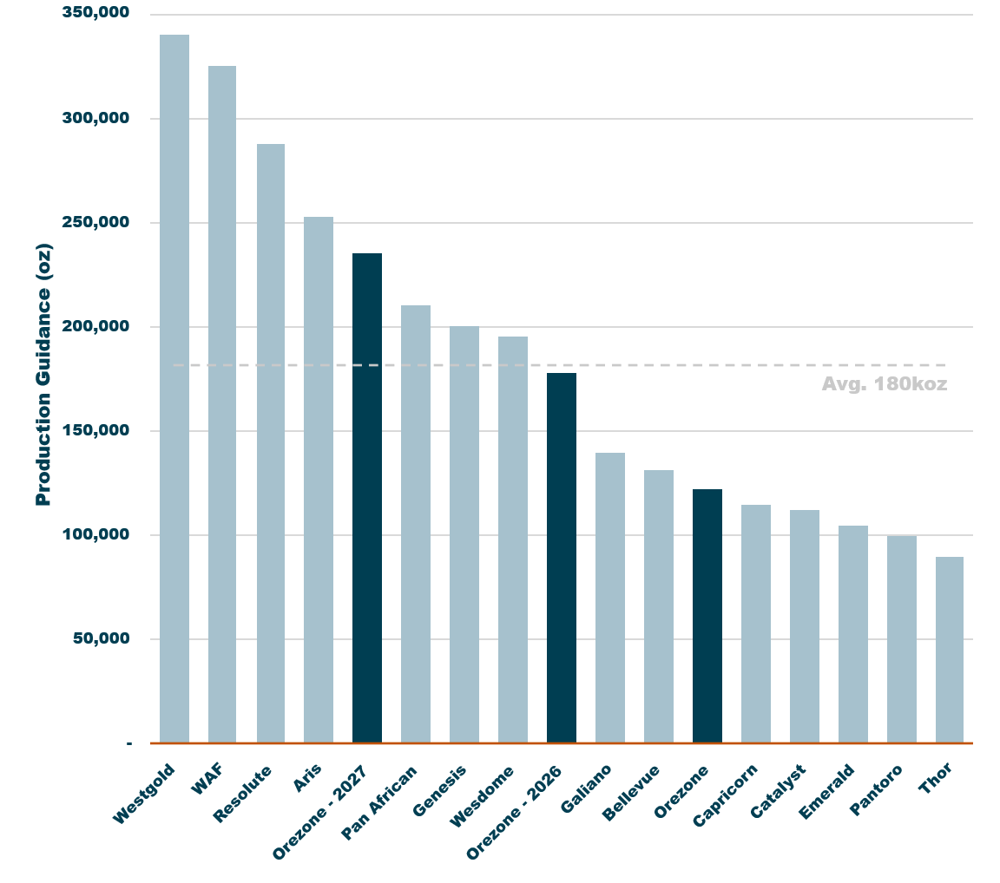 350,000
300,000
250,000
200,000
150,000
100,000
50,000
-
Production Guidance (oz)
Avg. 180koz
Westgold
WAF
Resolute
Aris
Orezone - 2027
Pan African
Genesis
Wesdome
Orezone - 2026
Galiano
Bellevue
Orezone
Capricorn
Catalyst
Emerald
Pantoro
Thor